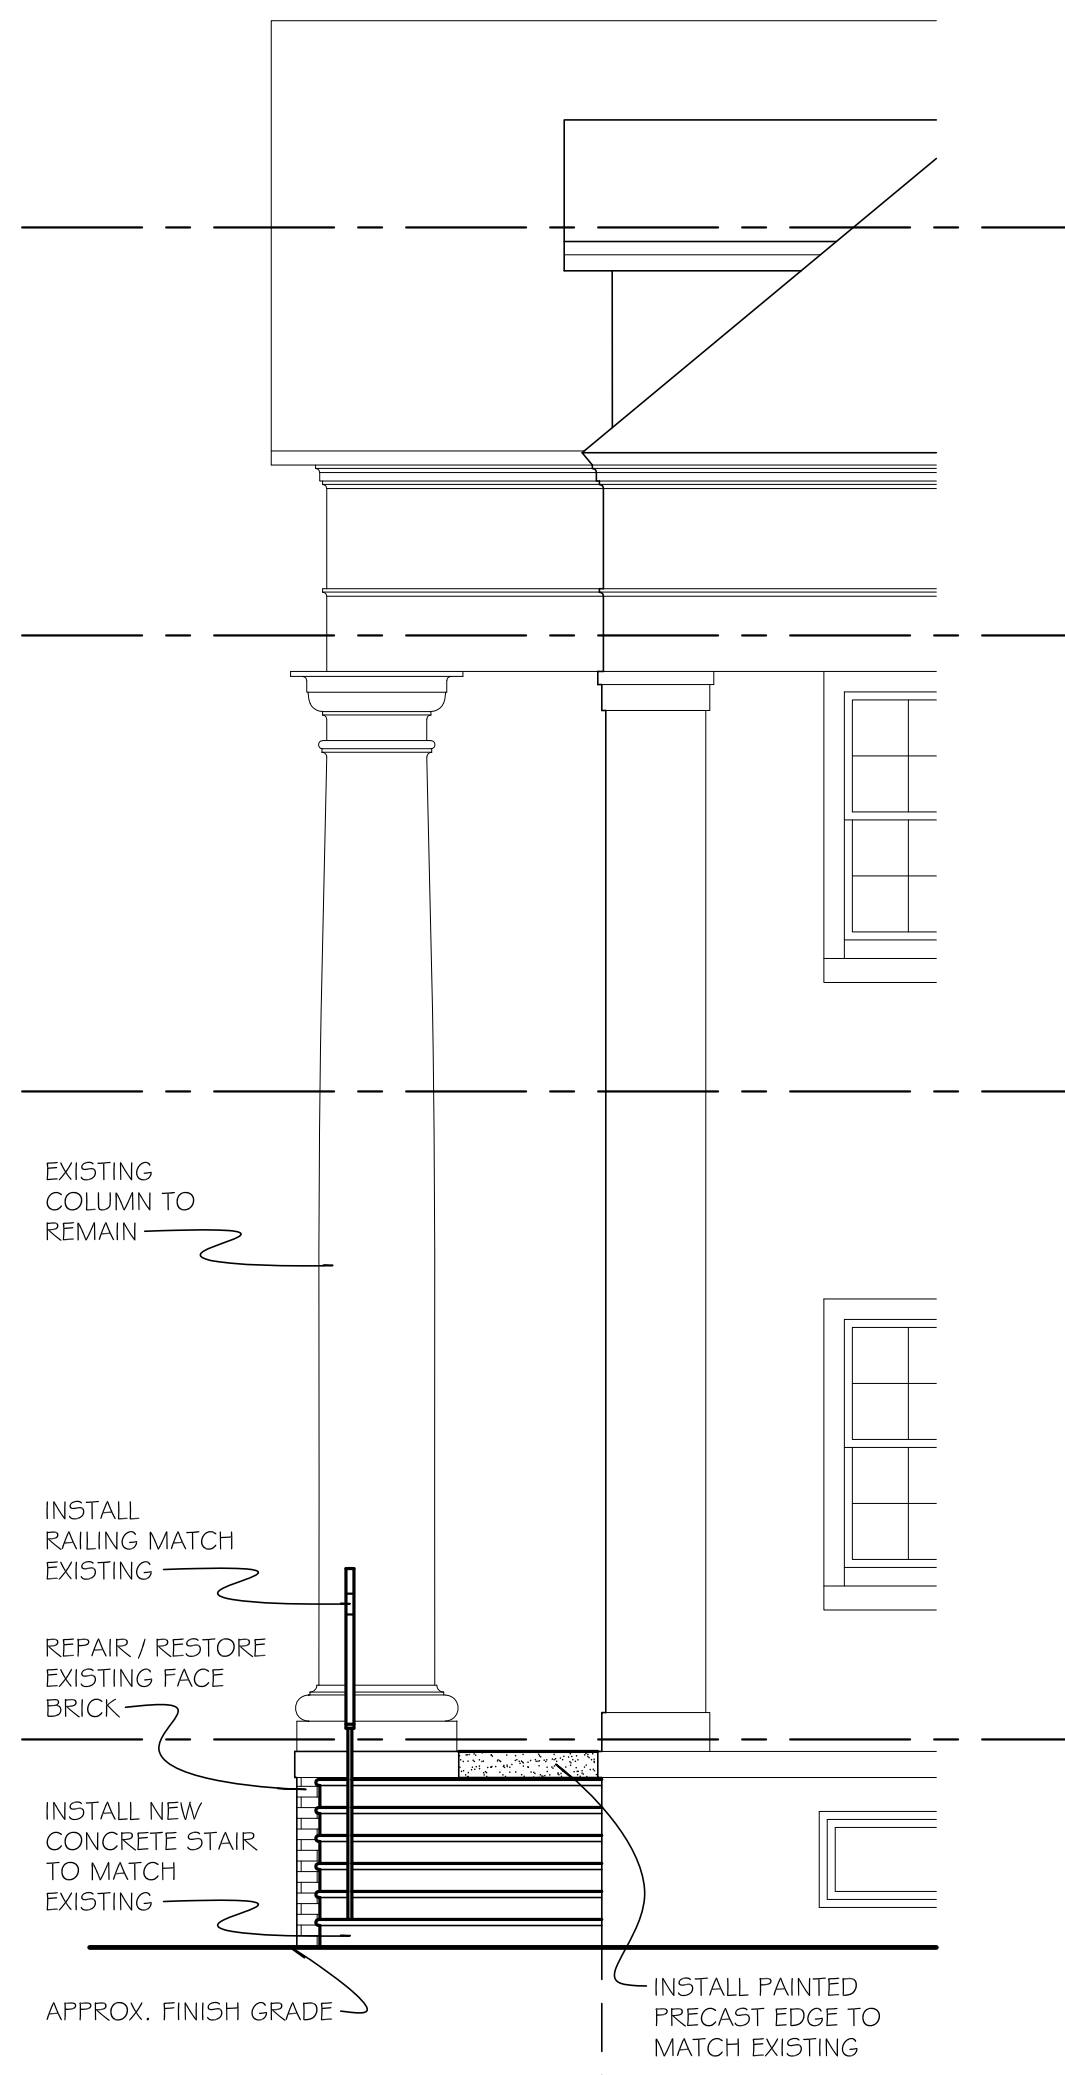 EXISTING
COLUMN TO
REMAIN
INSTALL
RAILING MATCH
EXISTING
REPAIR / RESTORE
EXISTING FACE
BRICK
INSTALL NEW
CONCRETE STAIR
TO MATCH
EXISTING
APPROX. FINISH GRADE
INSTALL PAINTED
PRECAST EDGE TO
MATCH EXISTING